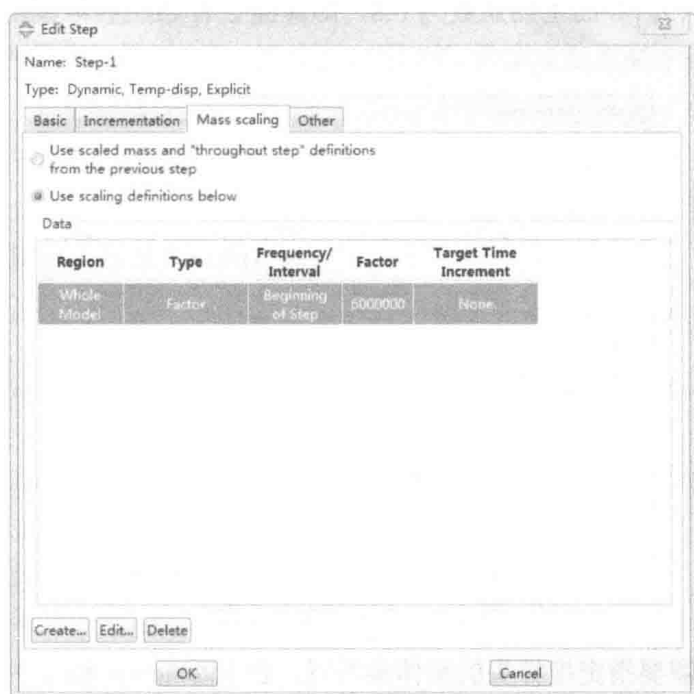 Edit Step
Name: Step-1
Type: Dynamic, Temp-disp, Explicit
Basic Incrementation Mass scaling Other
Use scaled mass and "throughout step" definitions
from the previous step
Use scaling definitions below
Data
Region Type Frequency/ Interval Factor Target Time Increment
Whole Model Factor Beginning of Step 6000000 None
Create... Edit... Delete
OK Cancel